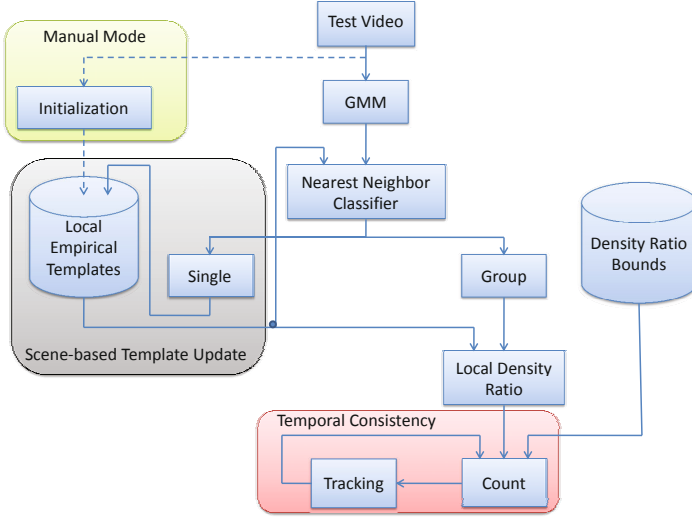 Test Video
Manual Mode
Initialization
GMM
Nearest Neighbor
Classifier
Local
Empirical
Templates
Single
Group
Density Ratio
Bounds
Scene-based Template Update
Local Density
Ratio
Temporal Consistency
Tracking
Count